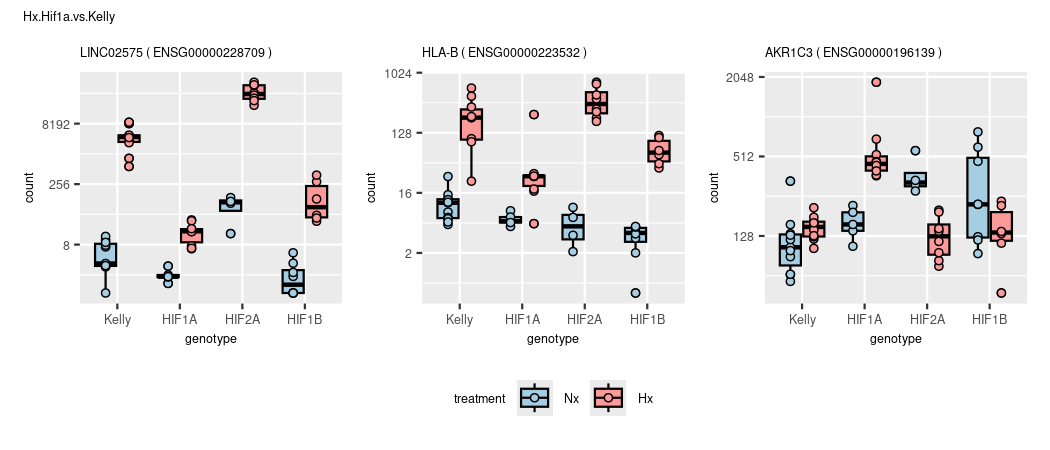 Hx.Hif1a.vs.Kelly
LINC02575 ( ENSG00000228709 )
HLA-B ( ENSG00000223532 )
AKR1C3 ( ENSG00000196139 )
count
8192
256
8
Kelly HIF1A HIF2A HIF1B
genotype
count
1024
128
16
2
Kelly HIF1A HIF2A HIF1B
genotype
count
2048
512
128
Kelly HIF1A HIF2A HIF1B
genotype
treatment Nx Hx